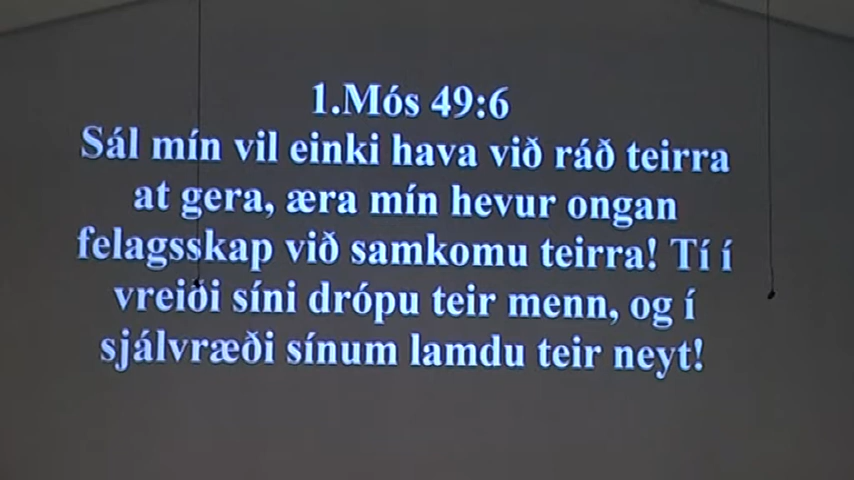 1.Mós 49:6
Sál mín vil einki hava við ráð teirra
at gera, æra mín hevur ongan
felagsskap við samkomu teirra! Tí í
vreiði síni drópu teir menn, og í
sjálvræði sínum lamdu teir neyt!